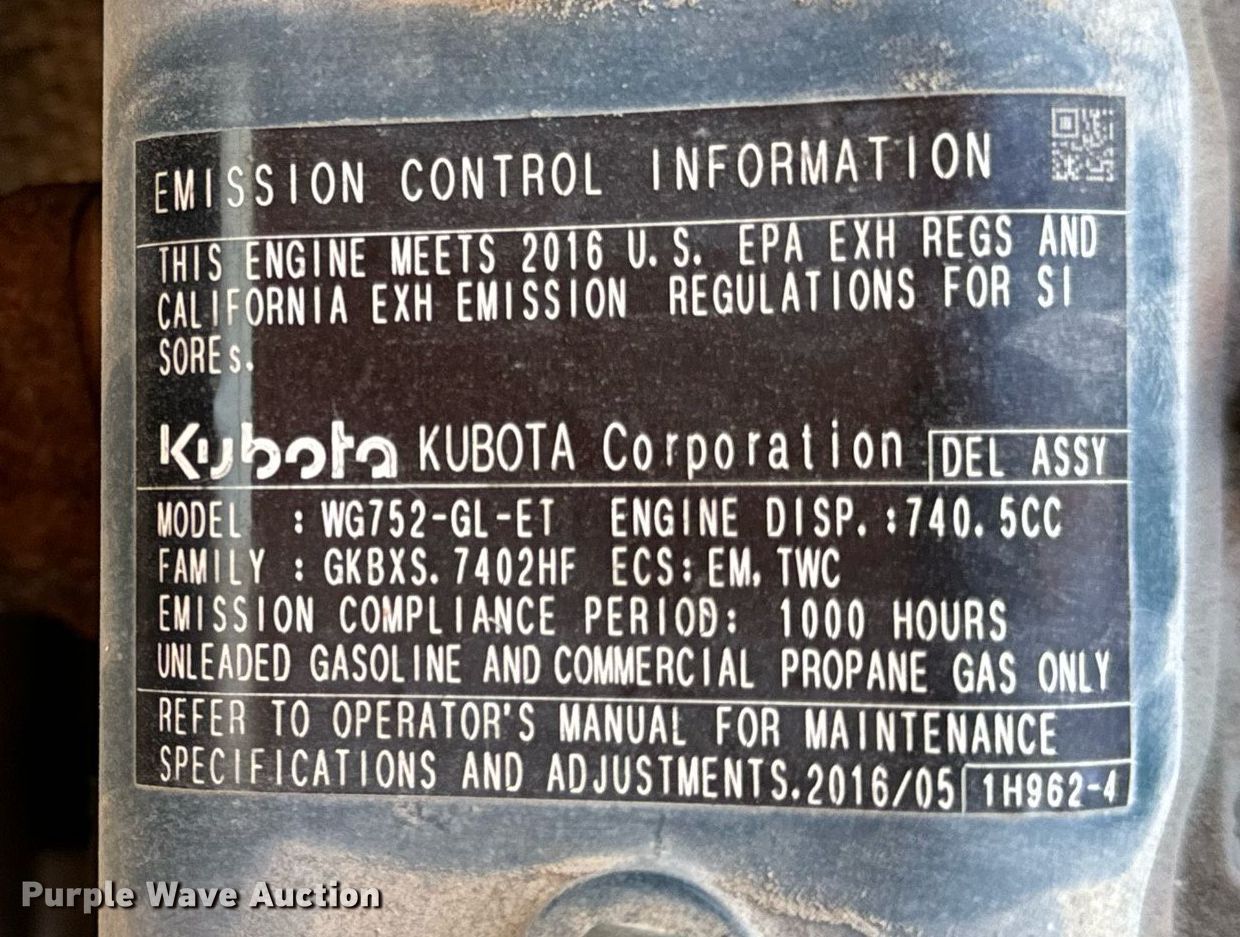 EMISSION CONTROL INFORMATION
THIS ENGINE MEETS 2016 U.S. EPA EXH REGS AND
CALIFORNIA EXH EMISSION REGULATIONS FOR SI
SOREs.
Kubota KUBOTA Corporation DEL ASSY
MODEL : WG752-GL-ET ENGINE DISP.:740.5CC
FAMILY : GKBXS.7402HF ECS: EM, TWC
EMISSION COMPLIANCE PERIOD: 1000 HOURS
UNLEADED GASOLINE AND COMMERCIAL PROPANE GAS ONLY
REFER TO OPERATOR'S MANUAL FOR MAINTENANCE
SPECIFICATIONS AND ADJUSTMENTS.2016/05 1H962-4
Purple Wave Auction